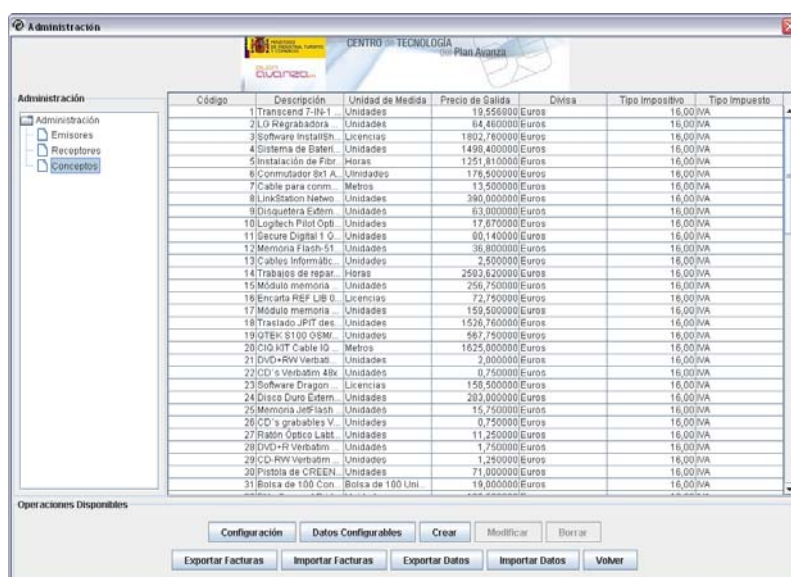 Administración
MINISTERIO DE INDUSTRIA, TURISMO Y COMERCIO
CENTRO de TECNOLOGÍA
del Plan Avanza
plan
avanza
Administración
Administración
Emisores
Receptores
Conceptos
Código Descripción Unidad de Medida Precio de Salida Divisa Tipo Impositivo Tipo Impuesto
1 Transcend 7-IN-1 ... Unidades 19,556800 Euros 16,00 IVA
2 LG Regrabadora ... Unidades 64,460000 Euros 16,00 IVA
3 Software InstallSh... Licencias 1802,760000 Euros 16,00 IVA
4 Sistema de Baterí... Unidades 1498,400000 Euros 16,00 IVA
5 Instalación de Fibr... Horas 1251,810000 Euros 16,00 IVA
6 Conmutador 8x1 A... UInidades 176,500000 Euros 16,00 IVA
7 Cable para conm... Metros 13,500000 Euros 16,00 IVA
8 LinkStation Netwo... Unidades 390,000000 Euros 16,00 IVA
9 Disquetera Extern... Unidades 63,000000 Euros 16,00 IVA
10 Logitech Pilot Opti... Unidades 17,670000 Euros 16,00 IVA
11 Secure Digital 1 G... Unidades 80,140000 Euros 16,00 IVA
12 Memoria Flash-51... Unidades 36,800000 Euros 16,00 IVA
13 Cables Informátic... Unidades 2,500000 Euros 16,00 IVA
14 Trabajos de repar... Horas 2583,620000 Euros 16,00 IVA
15 Módulo memoria ... Unidades 256,750000 Euros 16,00 IVA
16 Encarta REF LIB 0... Licencias 72,750000 Euros 16,00 IVA
17 Módulo memoria ... Unidades 159,500000 Euros 16,00 IVA
18 Traslado JPIT des... Unidades 1526,760000 Euros 16,00 IVA
19 QTEK S100 GSM/... Unidades 567,750000 Euros 16,00 IVA
20 CIQ.KIT Cable IQ ... Metros 1625,000000 Euros 16,00 IVA
21 DVD+RW Verbati... Unidades 2,000000 Euros 16,00 IVA
22 CD's Verbatim 48x Unidades 0,750000 Euros 16,00 IVA
23 Software Dragon ... Licencias 158,500000 Euros 16,00 IVA
24 Disco Duro Extern... Unidades 283,000000 Euros 16,00 IVA
25 Memoria JetFlash ... Unidades 15,750000 Euros 16,00 IVA
26 CD's grabables V... Unidades 0,750000 Euros 16,00 IVA
27 Ratón Óptico Labt... Unidades 11,250000 Euros 16,00 IVA
28 DVD+R Verbatim ... Unidades 1,750000 Euros 16,00 IVA
29 CD-RW Verbatim ... Unidades 1,250000 Euros 16,00 IVA
30 Pistola de CREEN... Unidades 71,000000 Euros 16,00 IVA
31 Bolsa de 100 Con... Bolsa de 100 Uni... 19,000000 Euros 16,00 IVA
Operaciones Disponibles
Configuración Datos Configurables Crear Modificar Borrar
Exportar Facturas Importar Facturas Exportar Datos Importar Datos Volver